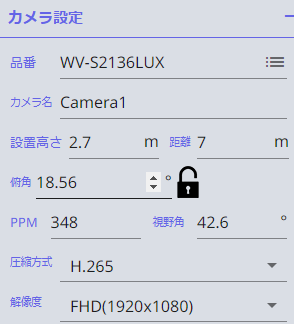 カメラ設定
品番 WV-S2136LUX
カメラ名 Camera1
設置高さ 2.7 m 距離 7 m
俯角 18.56 °
PPM 348 視野角 42.6 °
圧縮方式 H.265
解像度 FHD(1920x1080)